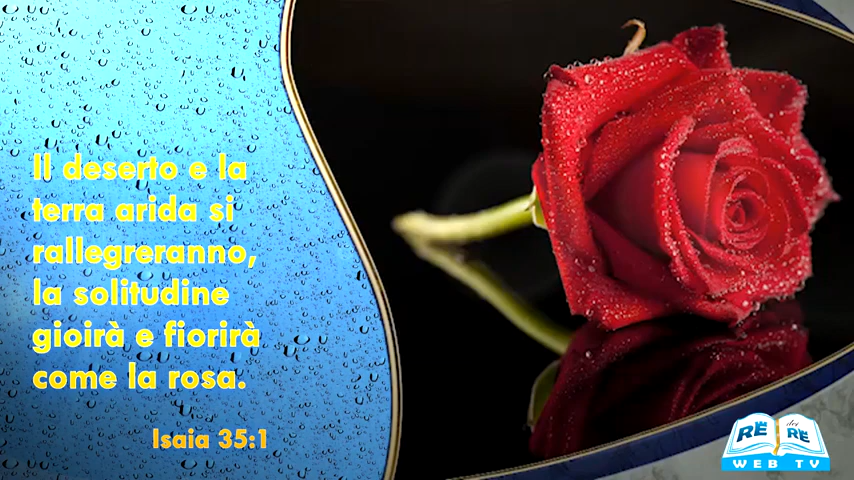 Il deserto e la
terra arida si
rallegreranno,
la solitudine
gioirà e fiorirà
come la rosa.
Isaia 35:1
RE dei RE
WEB TV